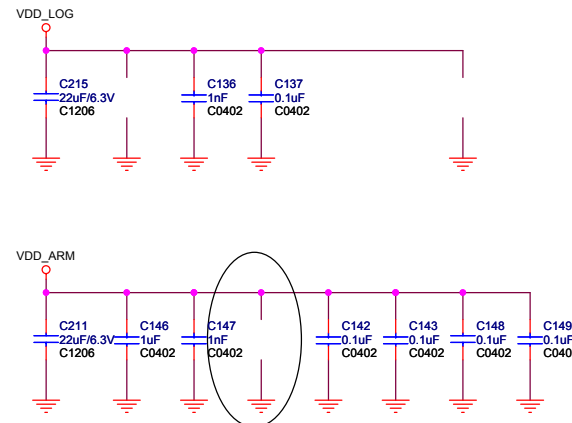 VDD_LOG
C215
22uF/6.3V
C1206
C136
1nF
C0402
C137
0.1uF
C0402
VDD_ARM
C211
22uF/6.3V
C1206
C146
1uF
C0402
C147
1nF
C0402
C142
0.1uF
C0402
C143
0.1uF
C0402
C148
0.1uF
C0402
C149
0.1uF
C040